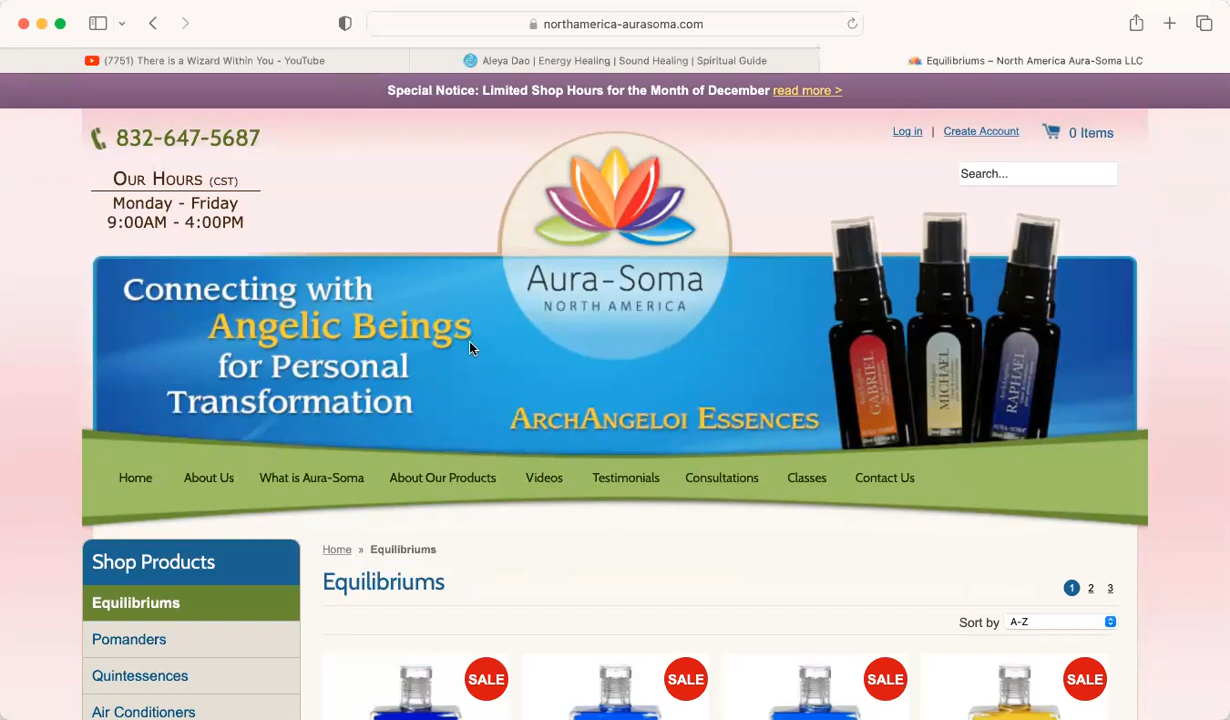 northamerica-aurasoma.com
(7751) There is a Wizard Within You - YouTube
Aleya Dao | Energy Healing | Sound Healing | Spiritual Guide
Equilibriums – North America Aura-Soma LLC
Special Notice: Limited Shop Hours for the Month of December read more >
832-647-5687
Log in | Create Account
0 Items
Our Hours (CST)
Monday - Friday
9:00AM - 4:00PM
Search...
Aura-Soma
NORTH AMERICA
Connecting with
Angelic Beings
for Personal
Transformation
ArchAngeloi Essences
GABRIEL
MICHAEL
RAPHAEL
Home
About Us
What is Aura-Soma
About Our Products
Videos
Testimonials
Consultations
Classes
Contact Us
Shop Products
Equilibriums
Pomanders
Quintessences
Air Conditioners
Home » Equilibriums
Equilibriums
1 2 3
Sort by A-Z
SALE
SALE
SALE
SALE